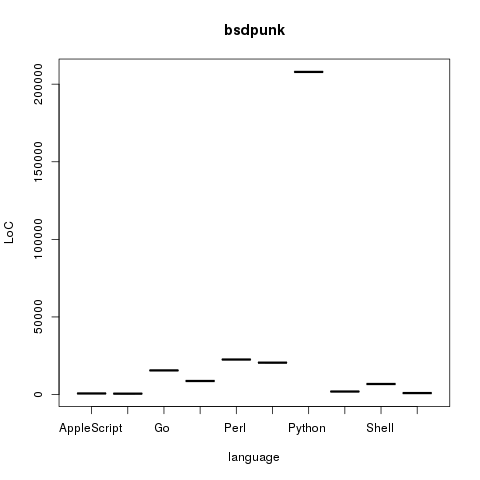 bsdpunk
LoC
200000
150000
100000
50000
0
AppleScript Go Perl Python Shell
language